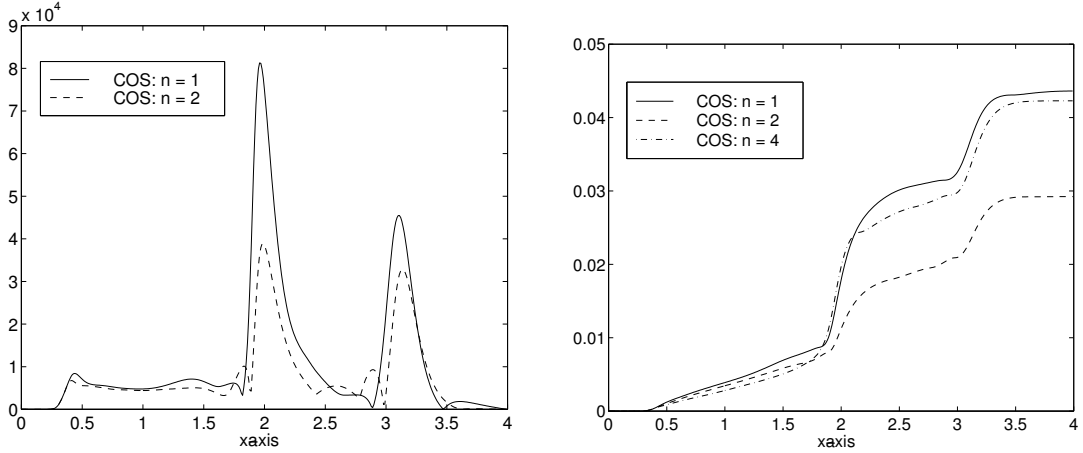 x 10^4
9
8
7
6
5
4
3
2
1
0
0 0.5 1 1.5 2 2.5 3 3.5 4
xaxis
COS: n = 1
COS: n = 2
0.05
0.04
0.03
0.02
0.01
0
0 0.5 1 1.5 2 2.5 3 3.5 4
xaxis
COS: n = 1
COS: n = 2
COS: n = 4